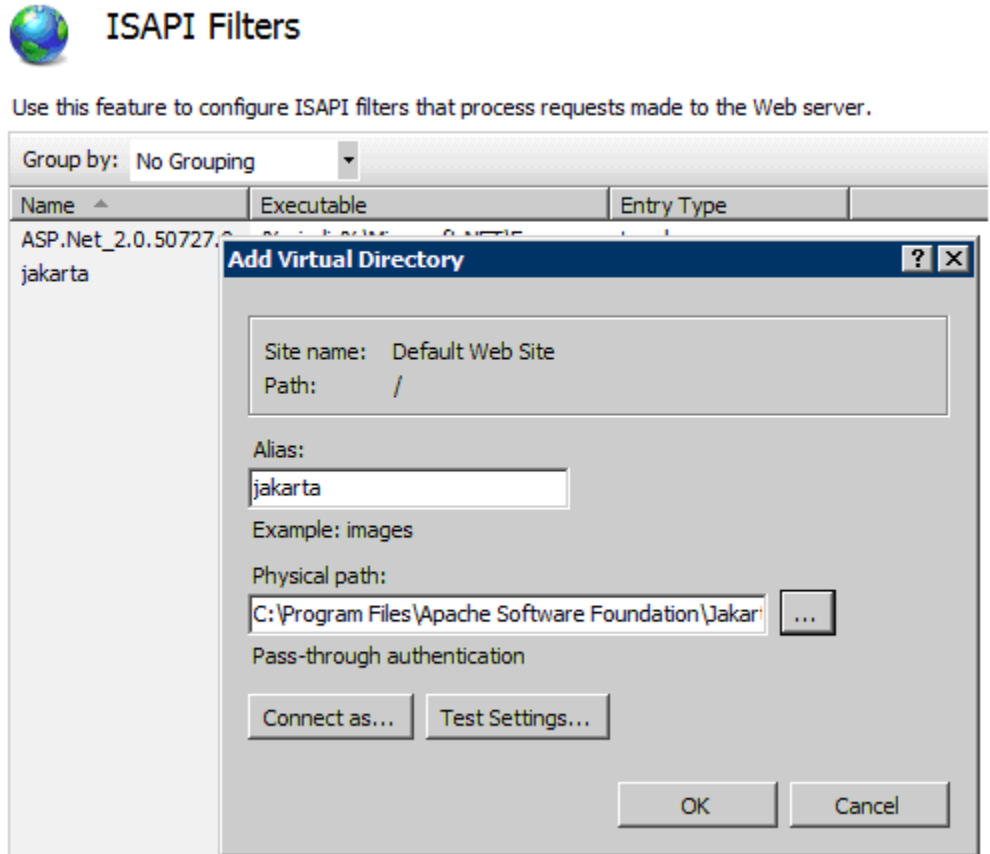 ISAPI Filters
Use this feature to configure ISAPI filters that process requests made to the Web server.
Group by: No Grouping
Name Executable Entry Type
ASP.Net_2.0.50727.0
jakarta
Add Virtual Directory
Site name: Default Web Site
Path: /
Alias:
jakarta
Example: images
Physical path:
C:\Program Files\Apache Software Foundation\Jakar
...
Pass-through authentication
Connect as... Test Settings...
OK Cancel